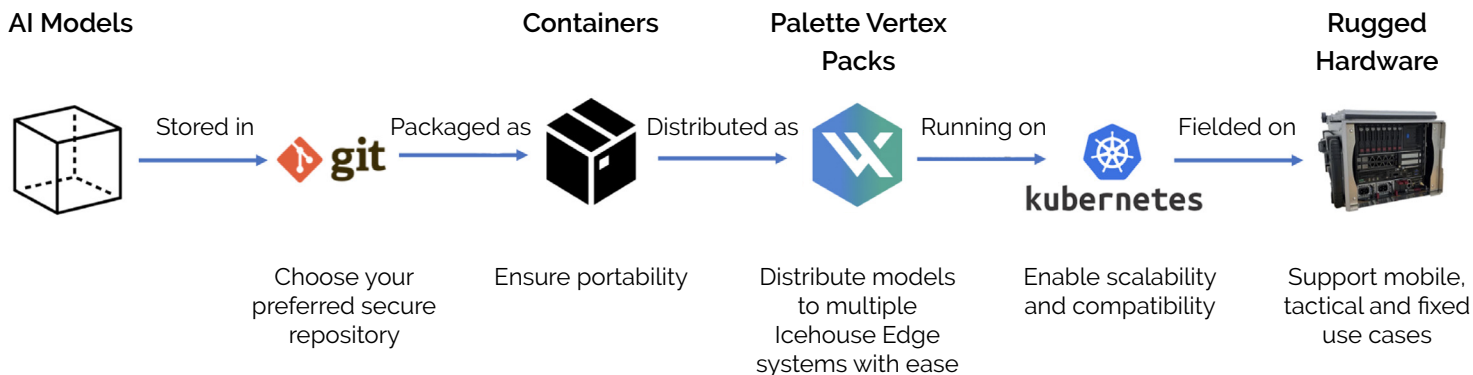 AI Models
Containers
Palette Vertex
Packs
Rugged
Hardware
Stored in
git
Packaged as
Distributed as
Running on
kubernetes
Fielded on
Choose your
preferred secure
repository
Ensure portability
Distribute models
to multiple
Icehouse Edge
systems with ease
Enable scalability
and compatibility
Support mobile,
tactical and fixed
use cases